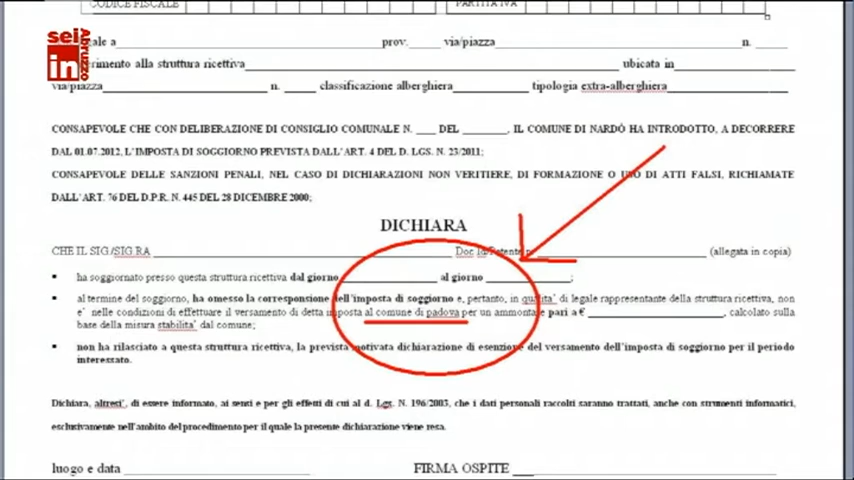 CODICE FISCALE PARTITA IVA
sei in Abruzzo
ale a prov. via/piazza n.
erimento alla struttura ricettiva ubicata in
via/piazza n. classificazione alberghiera tipologia extra-alberghiera
CONSAPEVOLE CHE CON DELIBERAZIONE DI CONSIGLIO COMUNALE N. ____ DEL ________, IL COMUNE DI NARDÒ HA INTRODOTTO, A DECORRERE
DAL 01.07.2012, L'IMPOSTA DI SOGGIORNO PREVISTA DALL'ART. 4 DEL D. LGS. N. 23/2011;
CONSAPEVOLE DELLE SANZIONI PENALI, NEL CASO DI DICHIARAZIONI NON VERITIERE, DI FORMAZIONE O USO DI ATTI FALSI, RICHIAMATE
DALL'ART. 76 DEL D.P.R. N. 445 DEL 28 DICEMBRE 2000;
DICHIARA
CHE IL SIG/SIG.RA Doc Id/Patente n. (allegata in copia)
▪ ha soggiornato presso questa struttura ricettiva dal giorno ________ al giorno ________;
▪ al termine del soggiorno, ha omesso la corresponsione dell'imposta di soggiorno e, pertanto, in qualita' di legale rappresentante della struttura ricettiva, non
e' nelle condizioni di effettuare il versamento di detta imposta al comune di padova per un ammontare pari a € ________, calcolato sulla
base della misura stabilita' dal comune;
▪ non ha rilasciato a questa struttura ricettiva, la prevista motivata dichiarazione di esenzione del versamento dell'imposta di soggiorno per il periodo
interessato.
Dichiara, altresi', di essere informato, ai sensi e per gli effetti di cui al d. Lgs. N. 196/2003, che i dati personali raccolti saranno trattati, anche con strumenti informatici,
esclusivamente nell'ambito del procedimento per il quale la presente dichiarazione viene resa.
luogo e data FIRMA OSPITE